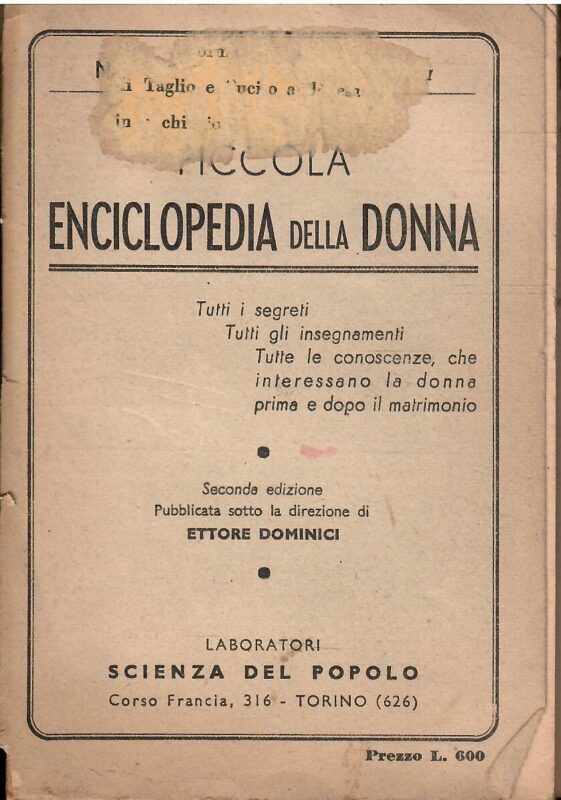 Taglio e
PICCOLA
ENCICLOPEDIA DELLA DONNA
Tutti i segreti
Tutti gli insegnamenti
Tutte le conoscenze, che
interessano la donna
prima e dopo il matrimonio
Seconda edizione
Pubblicata sotto la direzione di
ETTORE DOMINICI
LABORATORI
SCIENZA DEL POPOLO
Corso Francia, 316 - TORINO (626)
Prezzo L. 600